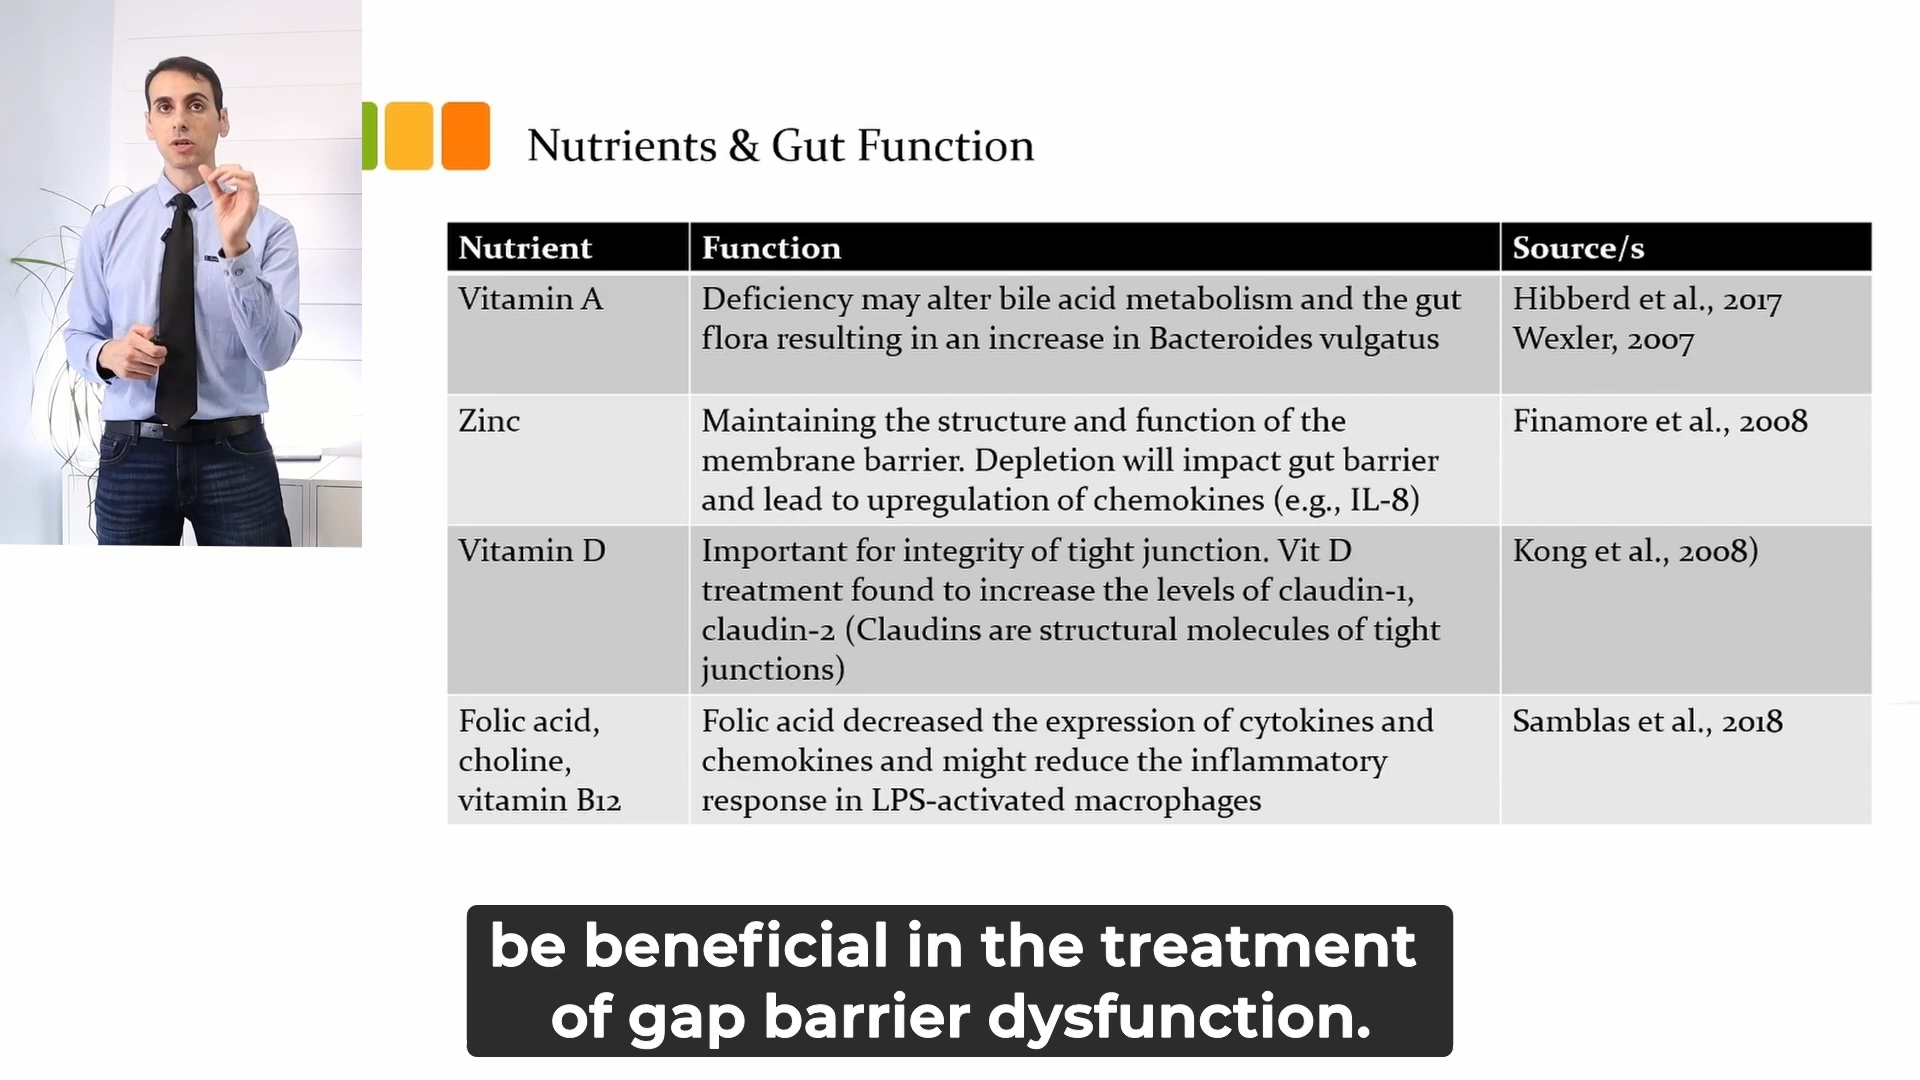 Nutrients & Gut Function
Nutrient Function Source/s
Vitamin A
Deficiency may alter bile acid metabolism and the gut
flora resulting in an increase in Bacteroides vulgatus
Hibberd et al., 2017
Wexler, 2007
Zinc
Maintaining the structure and function of the
membrane barrier. Depletion will impact gut barrier
and lead to upregulation of chemokines (e.g., IL-8)
Finamore et al., 2008
Vitamin D
Important for integrity of tight junction. Vit D
treatment found to increase the levels of claudin-1,
claudin-2 (Claudins are structural molecules of tight
junctions)
Kong et al., 2008)
Folic acid,
choline,
vitamin B12
Folic acid decreased the expression of cytokines and
chemokines and might reduce the inflammatory
response in LPS-activated macrophages
Samblas et al., 2018
be beneficial in the treatment
of gap barrier dysfunction.